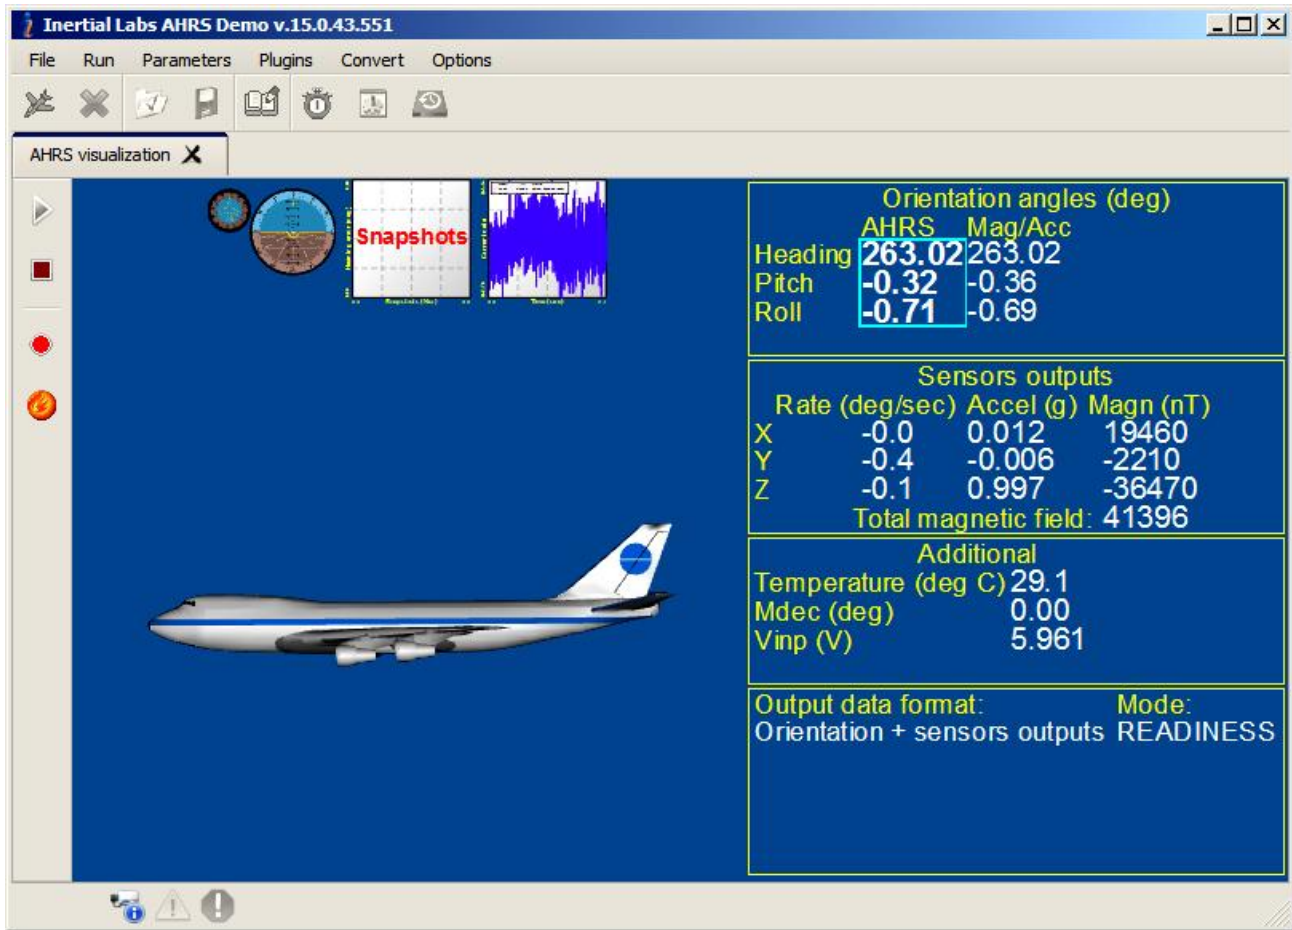 Inertial Labs AHRS Demo v.15.0.43.551
File Run Parameters Plugins Convert Options
AHRS visualization
Snapshots
Orientation angles (deg)
AHRS Mag/Acc
Heading 263.02 263.02
Pitch -0.32 -0.36
Roll -0.71 -0.69
Sensors outputs
Rate (deg/sec) Accel (g) Magn (nT)
X -0.0 0.012 19460
Y -0.4 -0.006 -2210
Z -0.1 0.997 -36470
Total magnetic field: 41396
Additional
Temperature (deg C) 29.1
Mdec (deg) 0.00
Vinp (V) 5.961
Output data format: Mode:
Orientation + sensors outputs READINESS